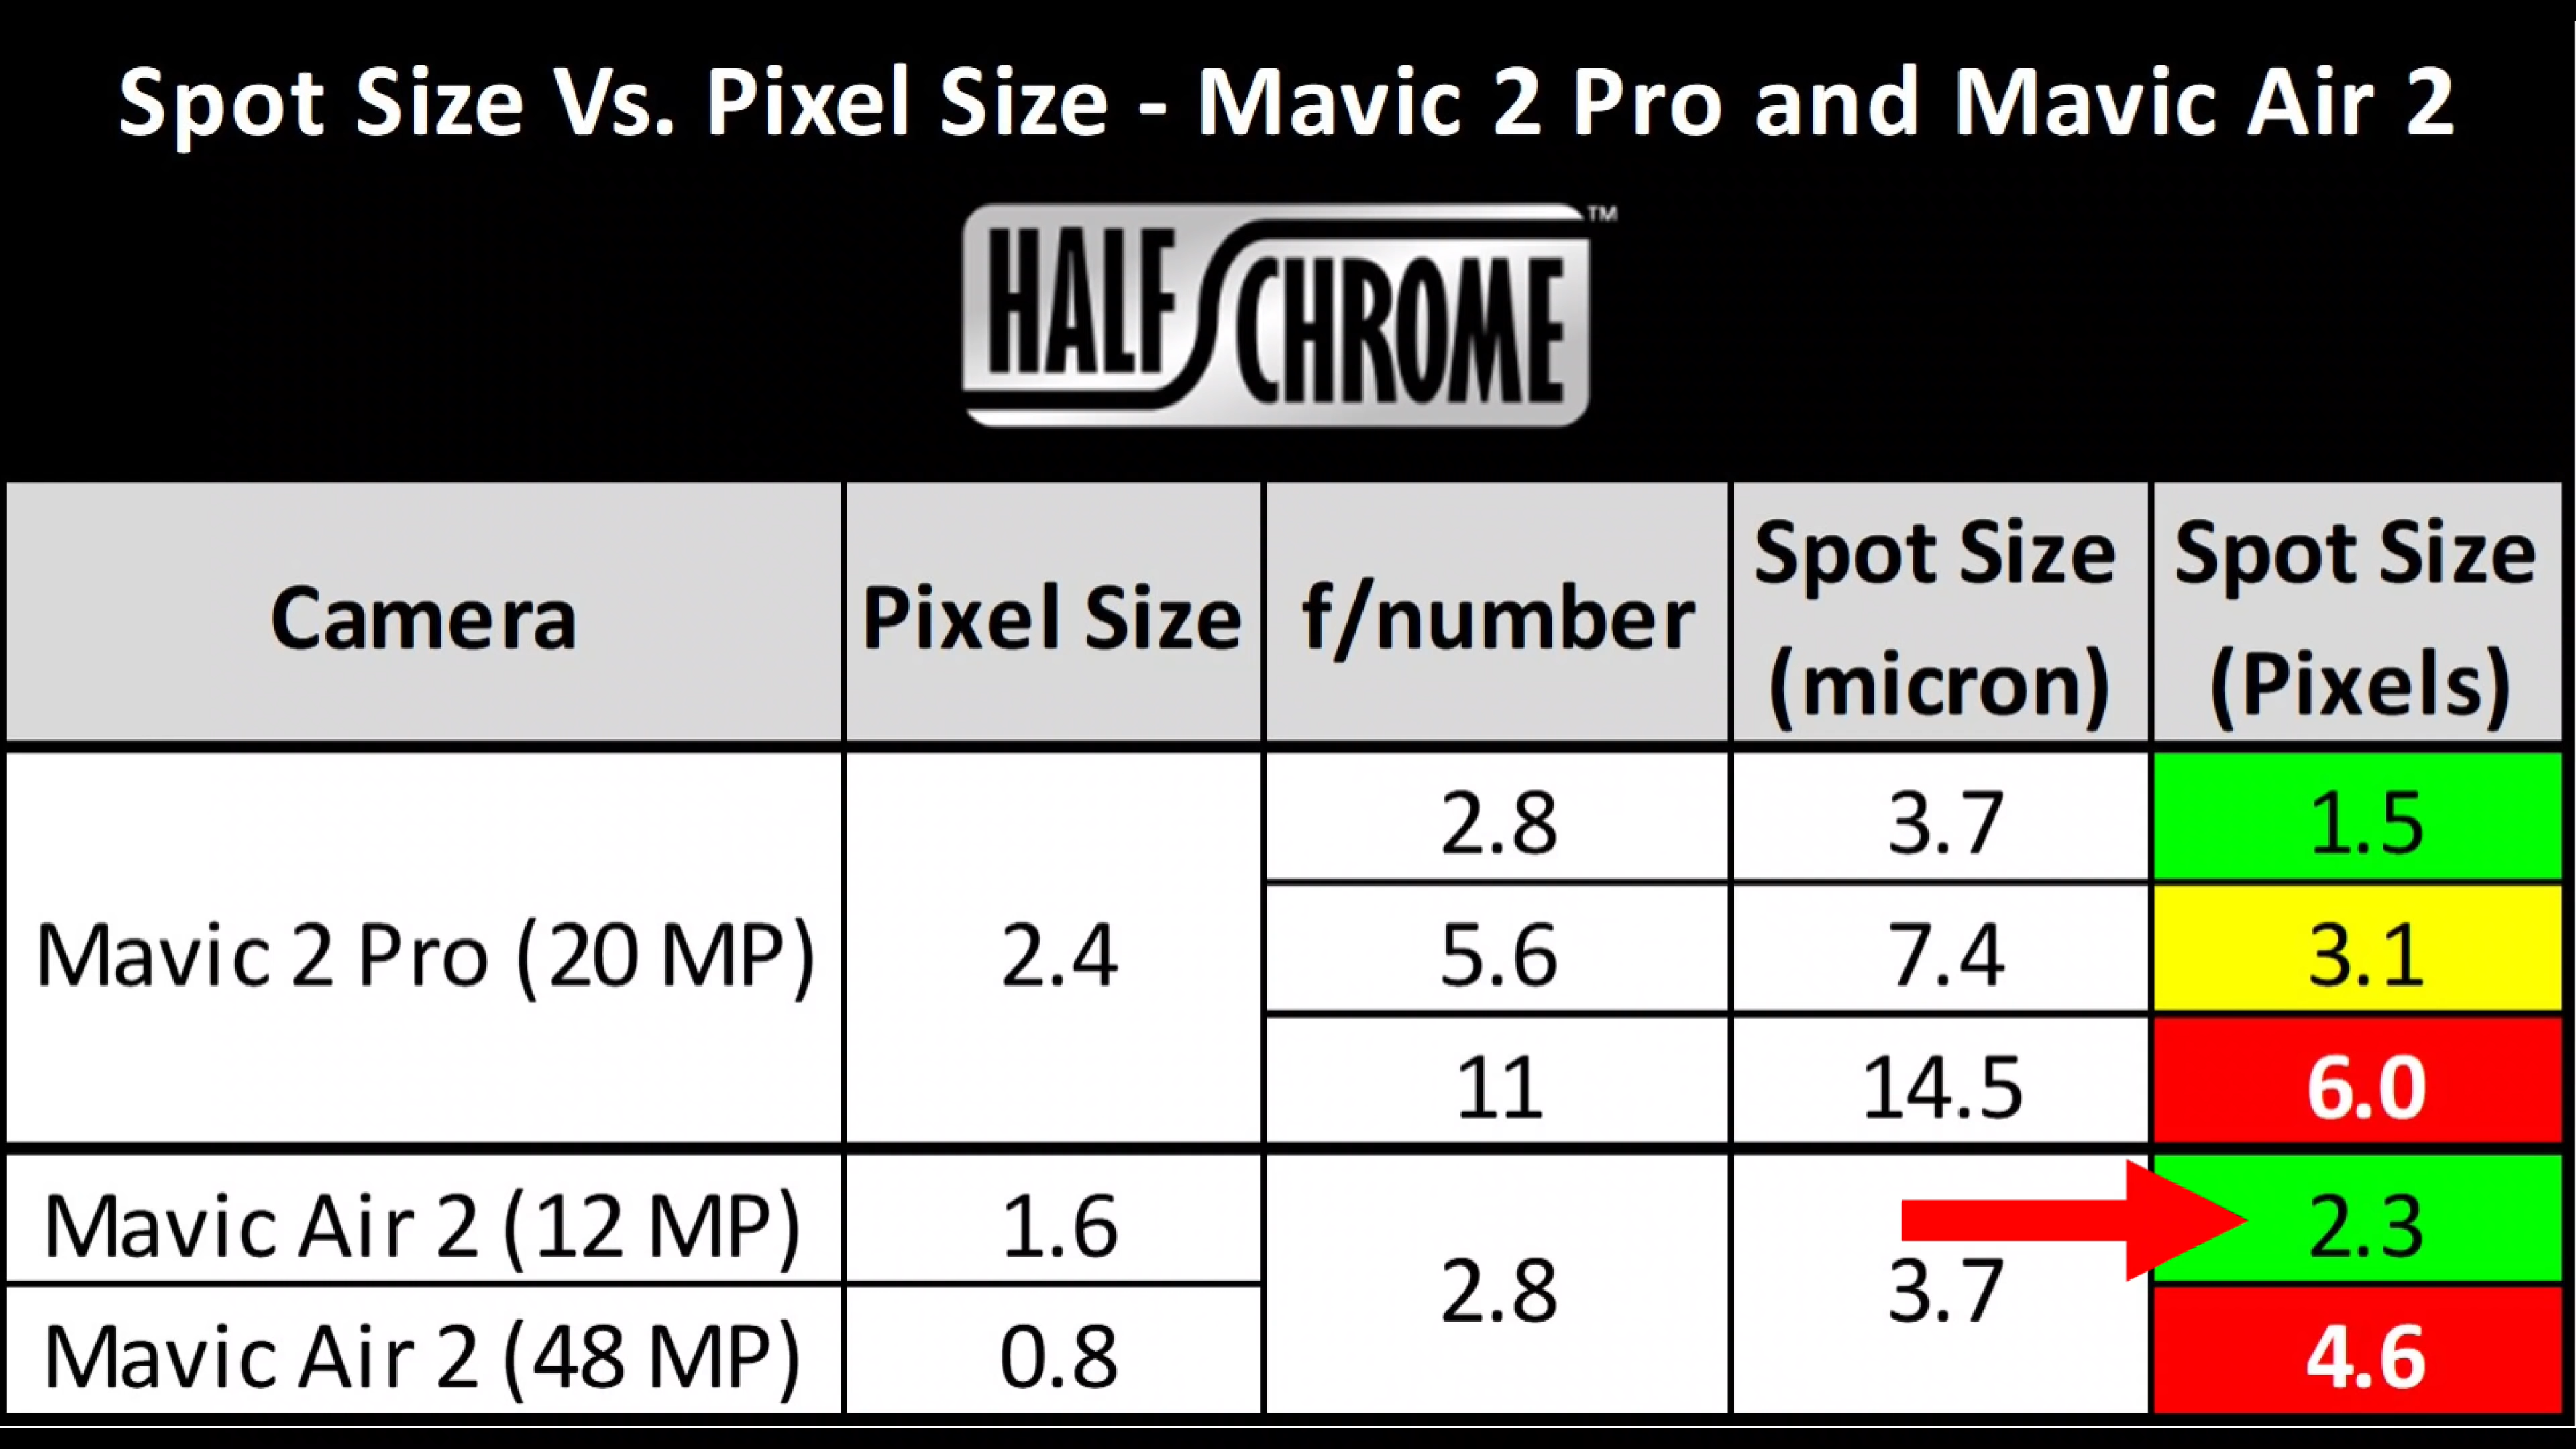 Spot Size Vs. Pixel Size - Mavic 2 Pro and Mavic Air 2
HALF CHROME™
Camera
Pixel Size
f/number
Spot Size
(micron)
Spot Size
(Pixels)
Mavic 2 Pro (20 MP)
2.4
2.8
3.7
1.5
5.6
7.4
3.1
11
14.5
6.0
Mavic Air 2 (12 MP)
1.6
2.8
3.7
2.3
Mavic Air 2 (48 MP)
0.8
4.6